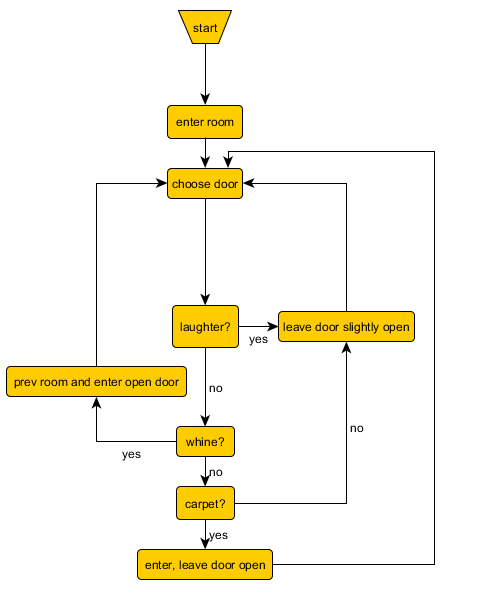 start
enter room
choose door
laughter?
leave door slightly open
yes
prev room and enter open door
no
no
whine?
yes
no
carpet?
yes
enter, leave door open